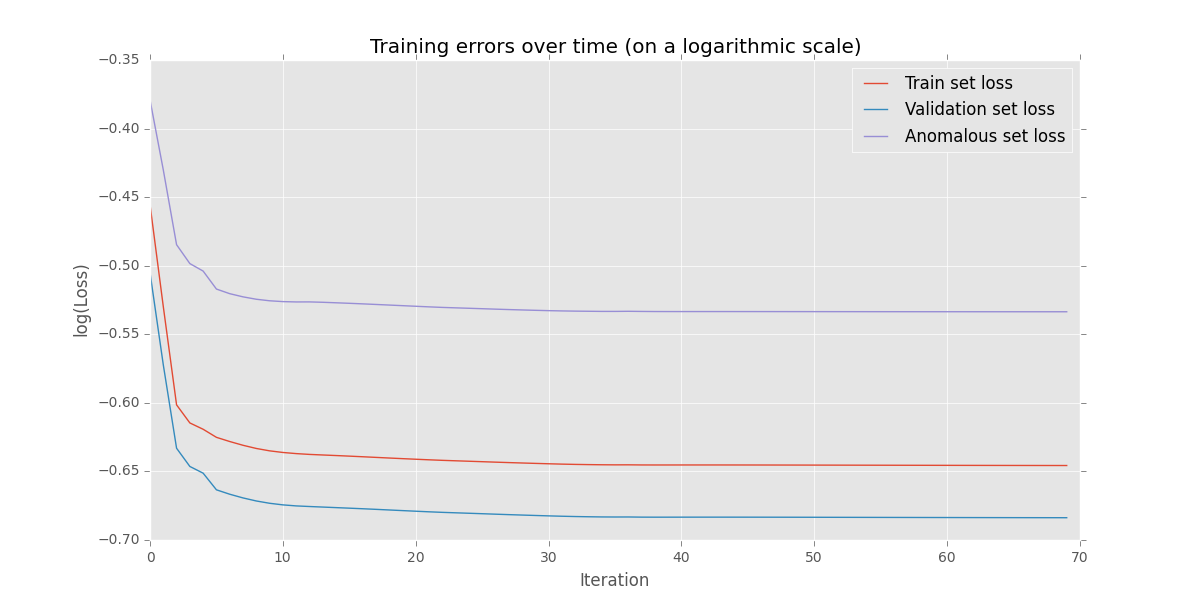 Training errors over time (on a logarithmic scale)
−0.35
−0.40
−0.45
−0.50
−0.55
−0.60
−0.65
−0.70
log(Loss)
Train set loss
Validation set loss
Anomalous set loss
0 10 20 30 40 50 60 70
Iteration